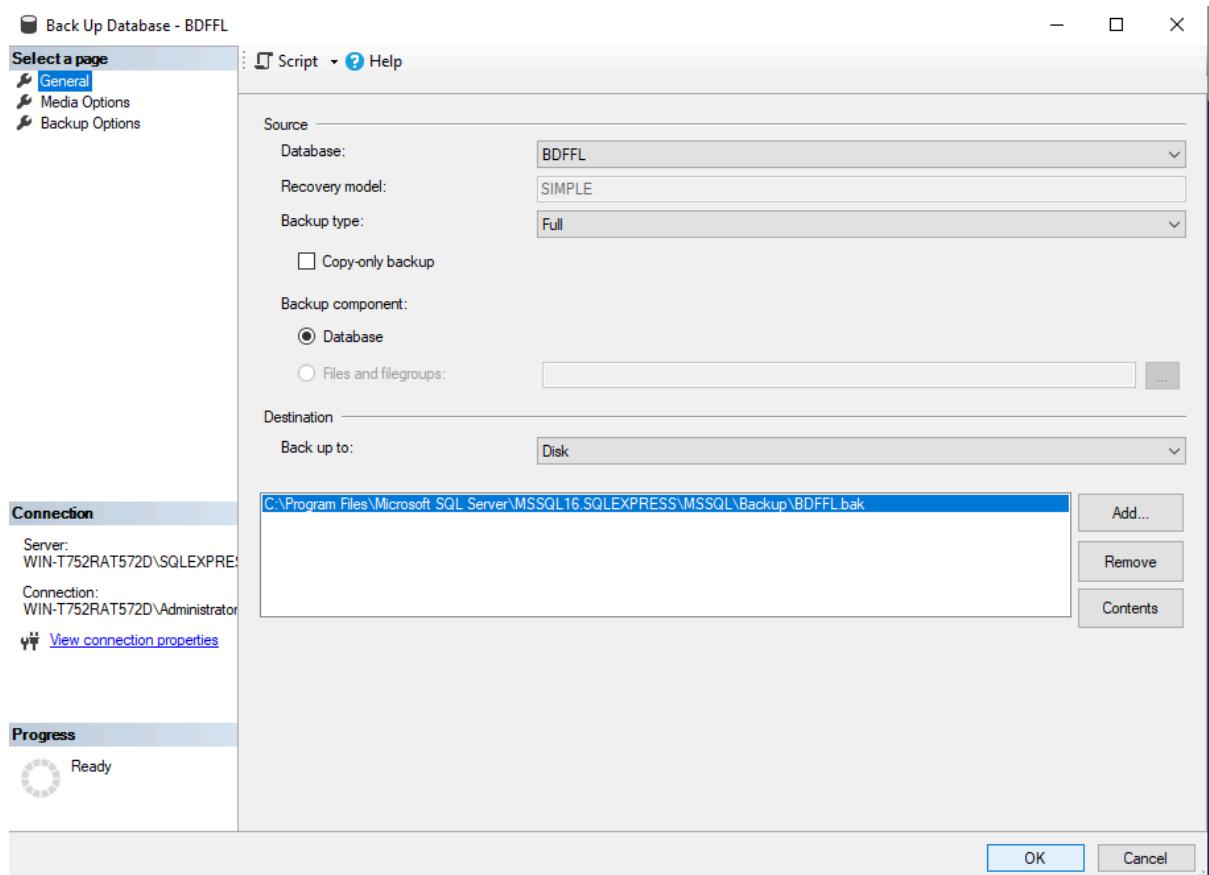 Back Up Database - BDFFL
Select a page
General
Media Options
Backup Options
Script
Help
Source
Database:
BDFFL
Recovery model:
SIMPLE
Backup type:
Full
Copy-only backup
Backup component:
Database
Files and filegroups:
...
Destination
Back up to:
Disk
C:\Program Files\Microsoft SQL Server\MSSQL16.SQLEXPRESS\MSSQL\Backup\BDFFL.bak
Add...
Remove
Contents
Connection
Server:
WIN-T752RAT572D\SQLEXPRE
Connection:
WIN-T752RAT572D\Administrator
View connection properties
Progress
Ready
OK
Cancel